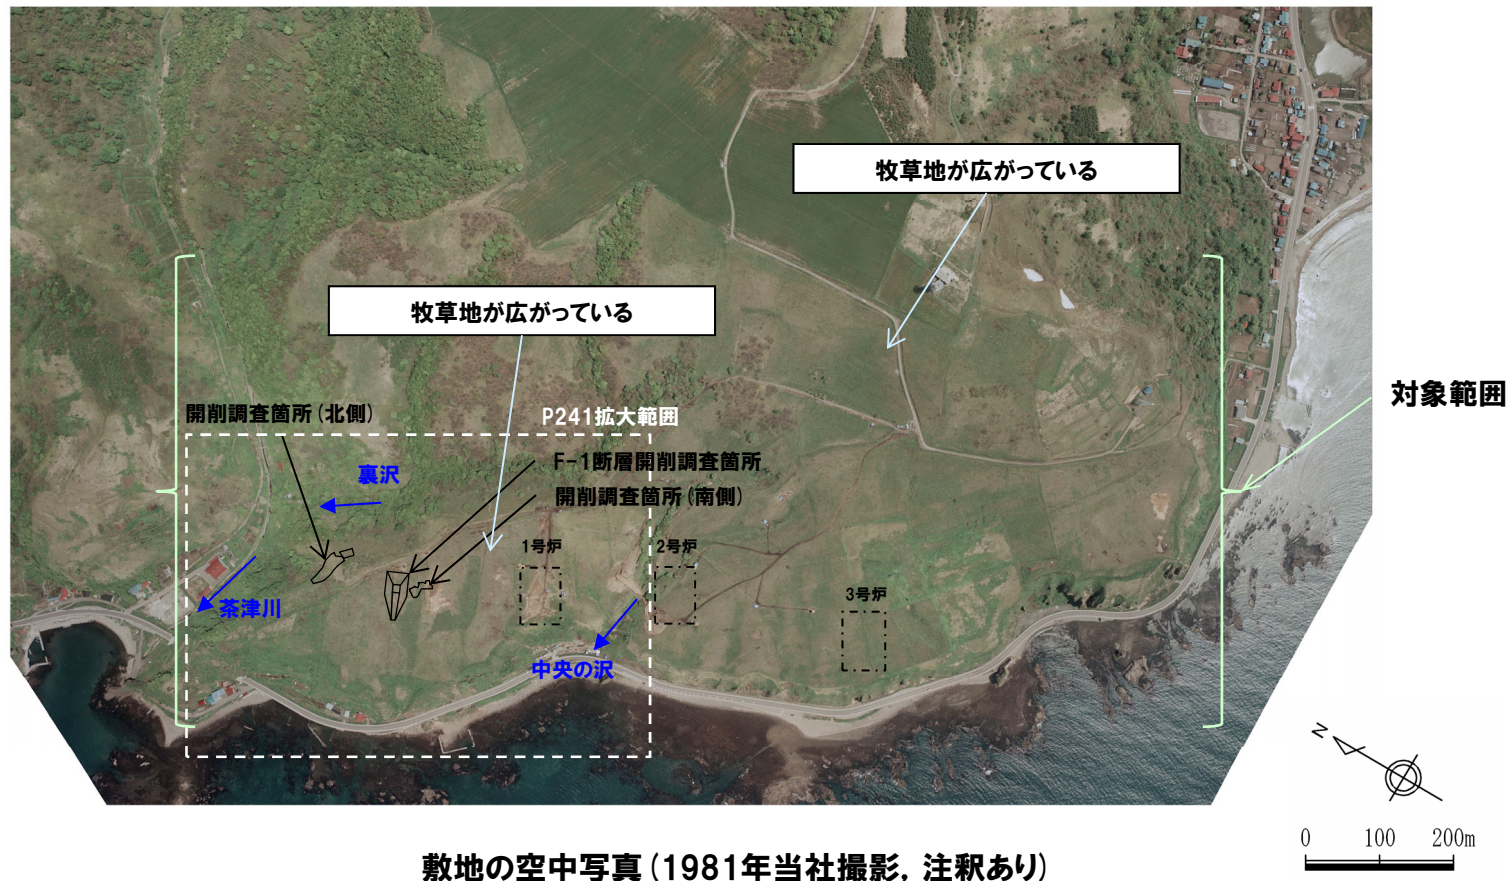 牧草地が広がっている
牧草地が広がっている
対象範囲
開削調査箇所(北側)
P241拡大範囲
裏沢
F-1断層開削調査箇所
開削調査箇所(南側)
1号炉
2号炉
3号炉
茶津川
中央の沢
N
0 100 200m
敷地の空中写真(1981年当社撮影,注釈あり)